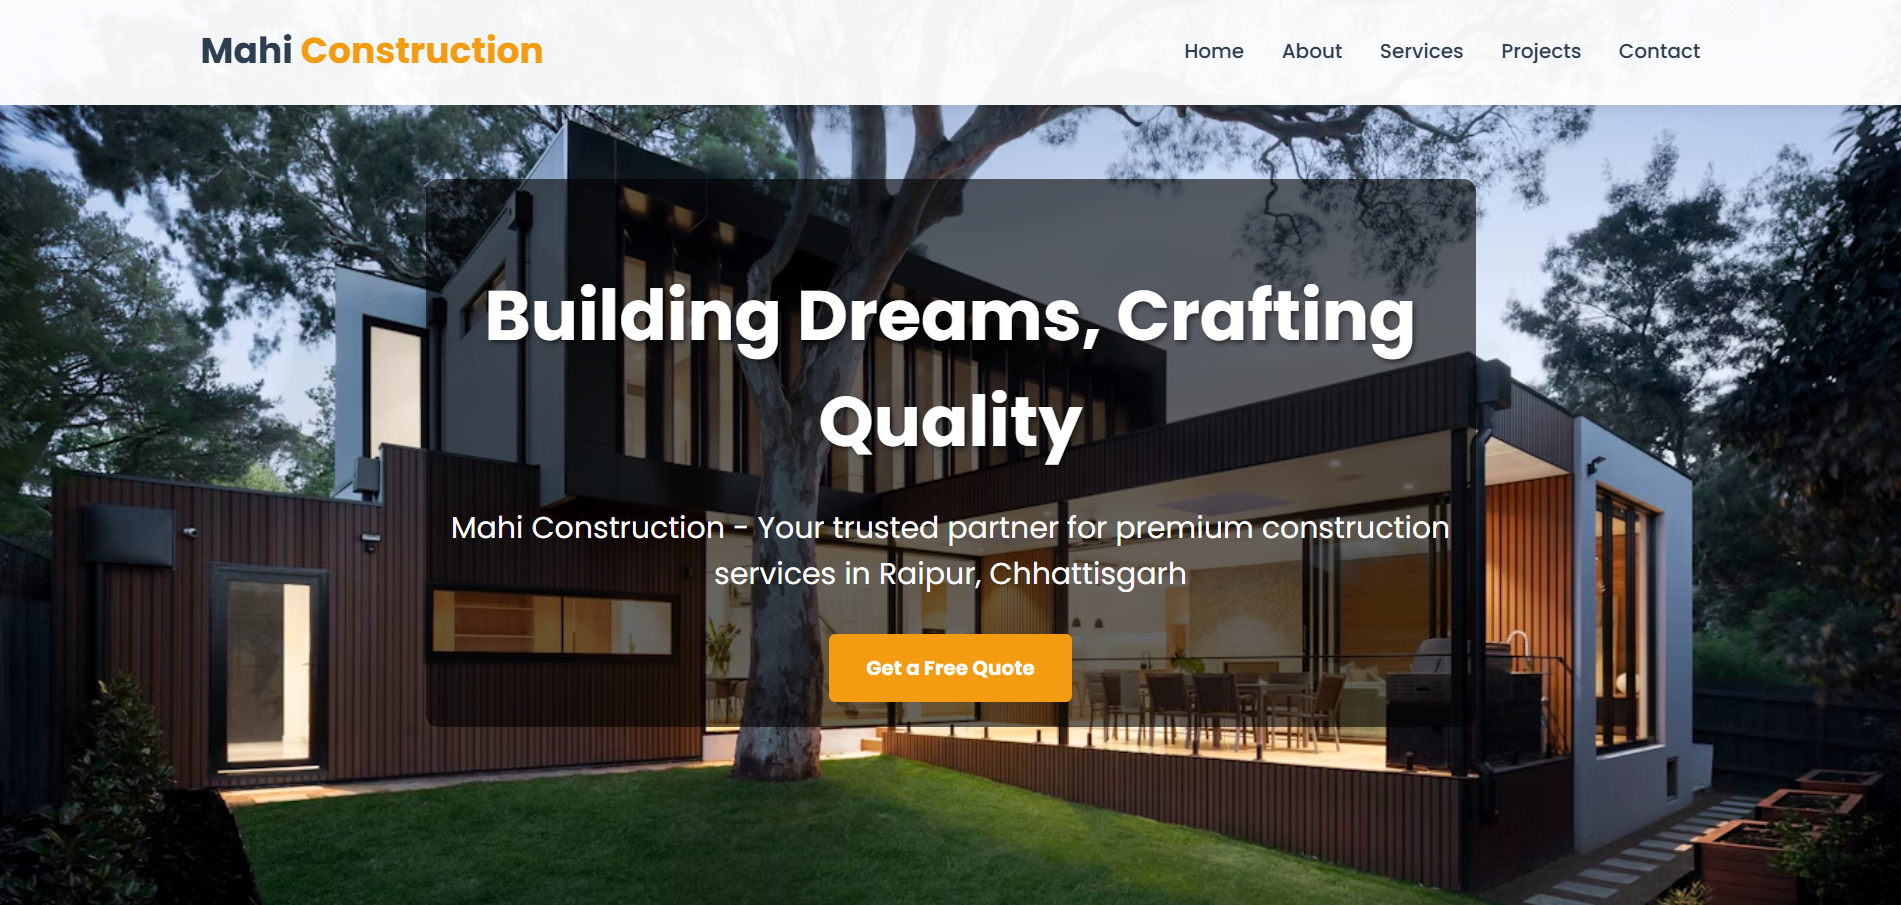 Mahi Construction
Home About Services Projects Contact
Building Dreams, Crafting
Quality
Mahi Construction - Your trusted partner for premium construction
services in Raipur, Chhattisgarh
Get a Free Quote